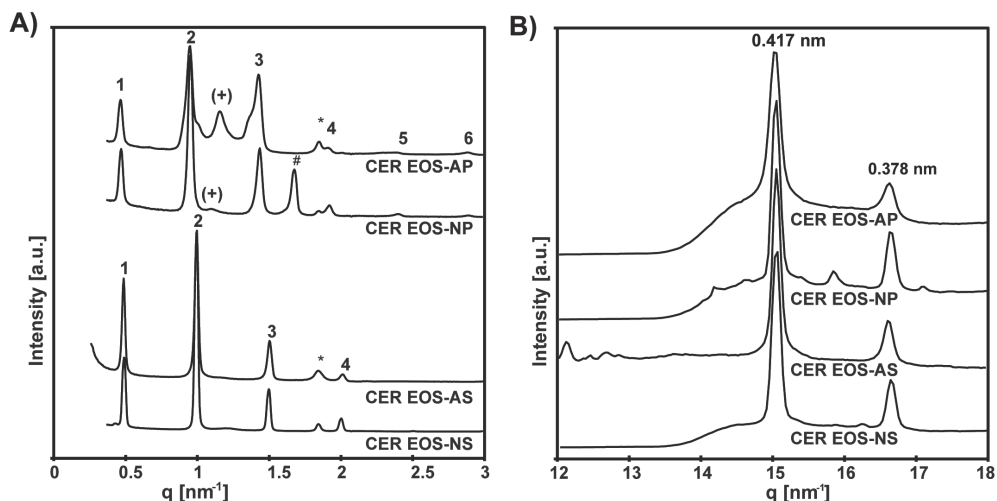 A)
2
3
1
(+)
*
4
5
6
CER EOS-AP
#
(+)
CER EOS-NP
2
1
3
*
4
CER EOS-AS
CER EOS-NS
Intensity [a.u.]
0
0.5
1
1.5
2
2.5
3
q [nm-1]
B)
0.417 nm
0.378 nm
CER EOS-AP
CER EOS-NP
CER EOS-AS
CER EOS-NS
Intensity [a.u.]
12
13
14
15
16
17
18
q [nm-1]